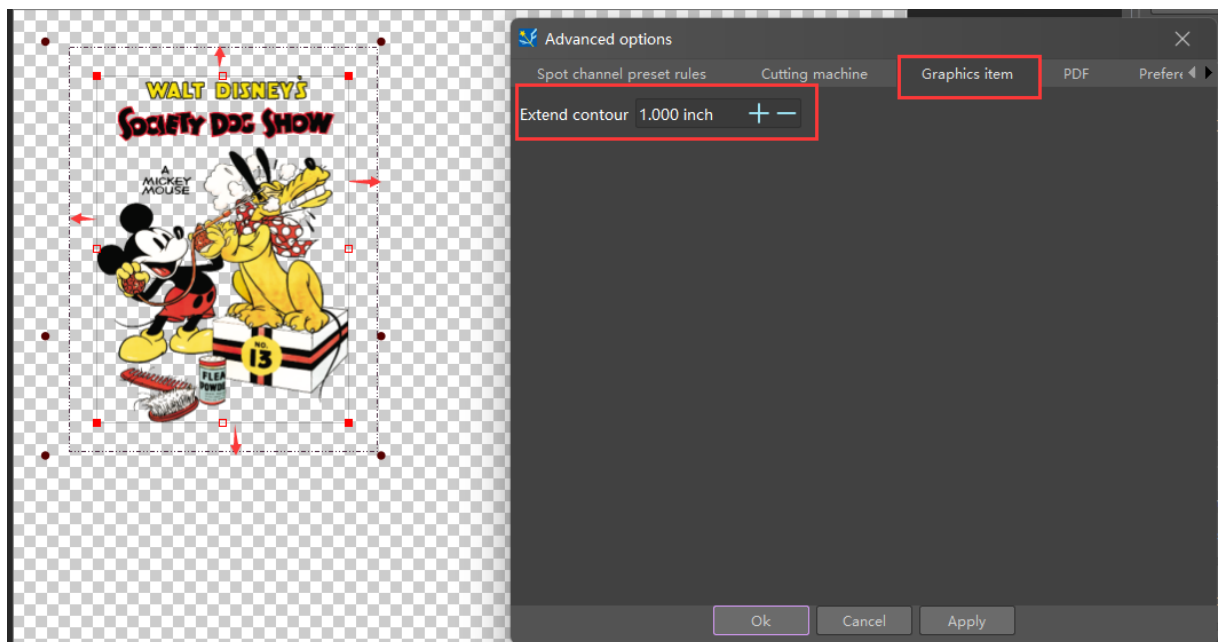 WALT DISNEY'S
SOCIETY DOG SHOW
A
MICKEY
MOUSE
NO.
13
FLEA
POWDER
Advanced options
Spot channel preset rules Cutting machine Graphics item PDF
Extend contour 1.000 inch
Ok Cancel Apply